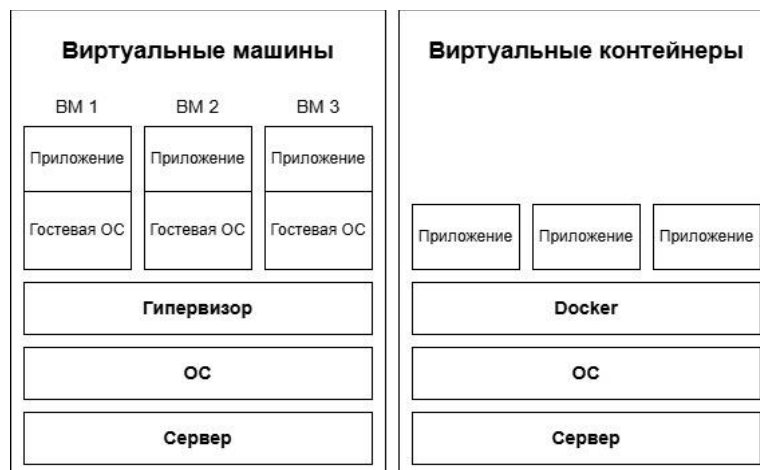 Виртуальные машины
ВМ 1 ВМ 2 ВМ 3
Приложение Приложение Приложение
Гостевая ОС Гостевая ОС Гостевая ОС
Гипервизор
ОС
Сервер
Виртуальные контейнеры
Приложение Приложение Приложение
Docker
ОС
Сервер